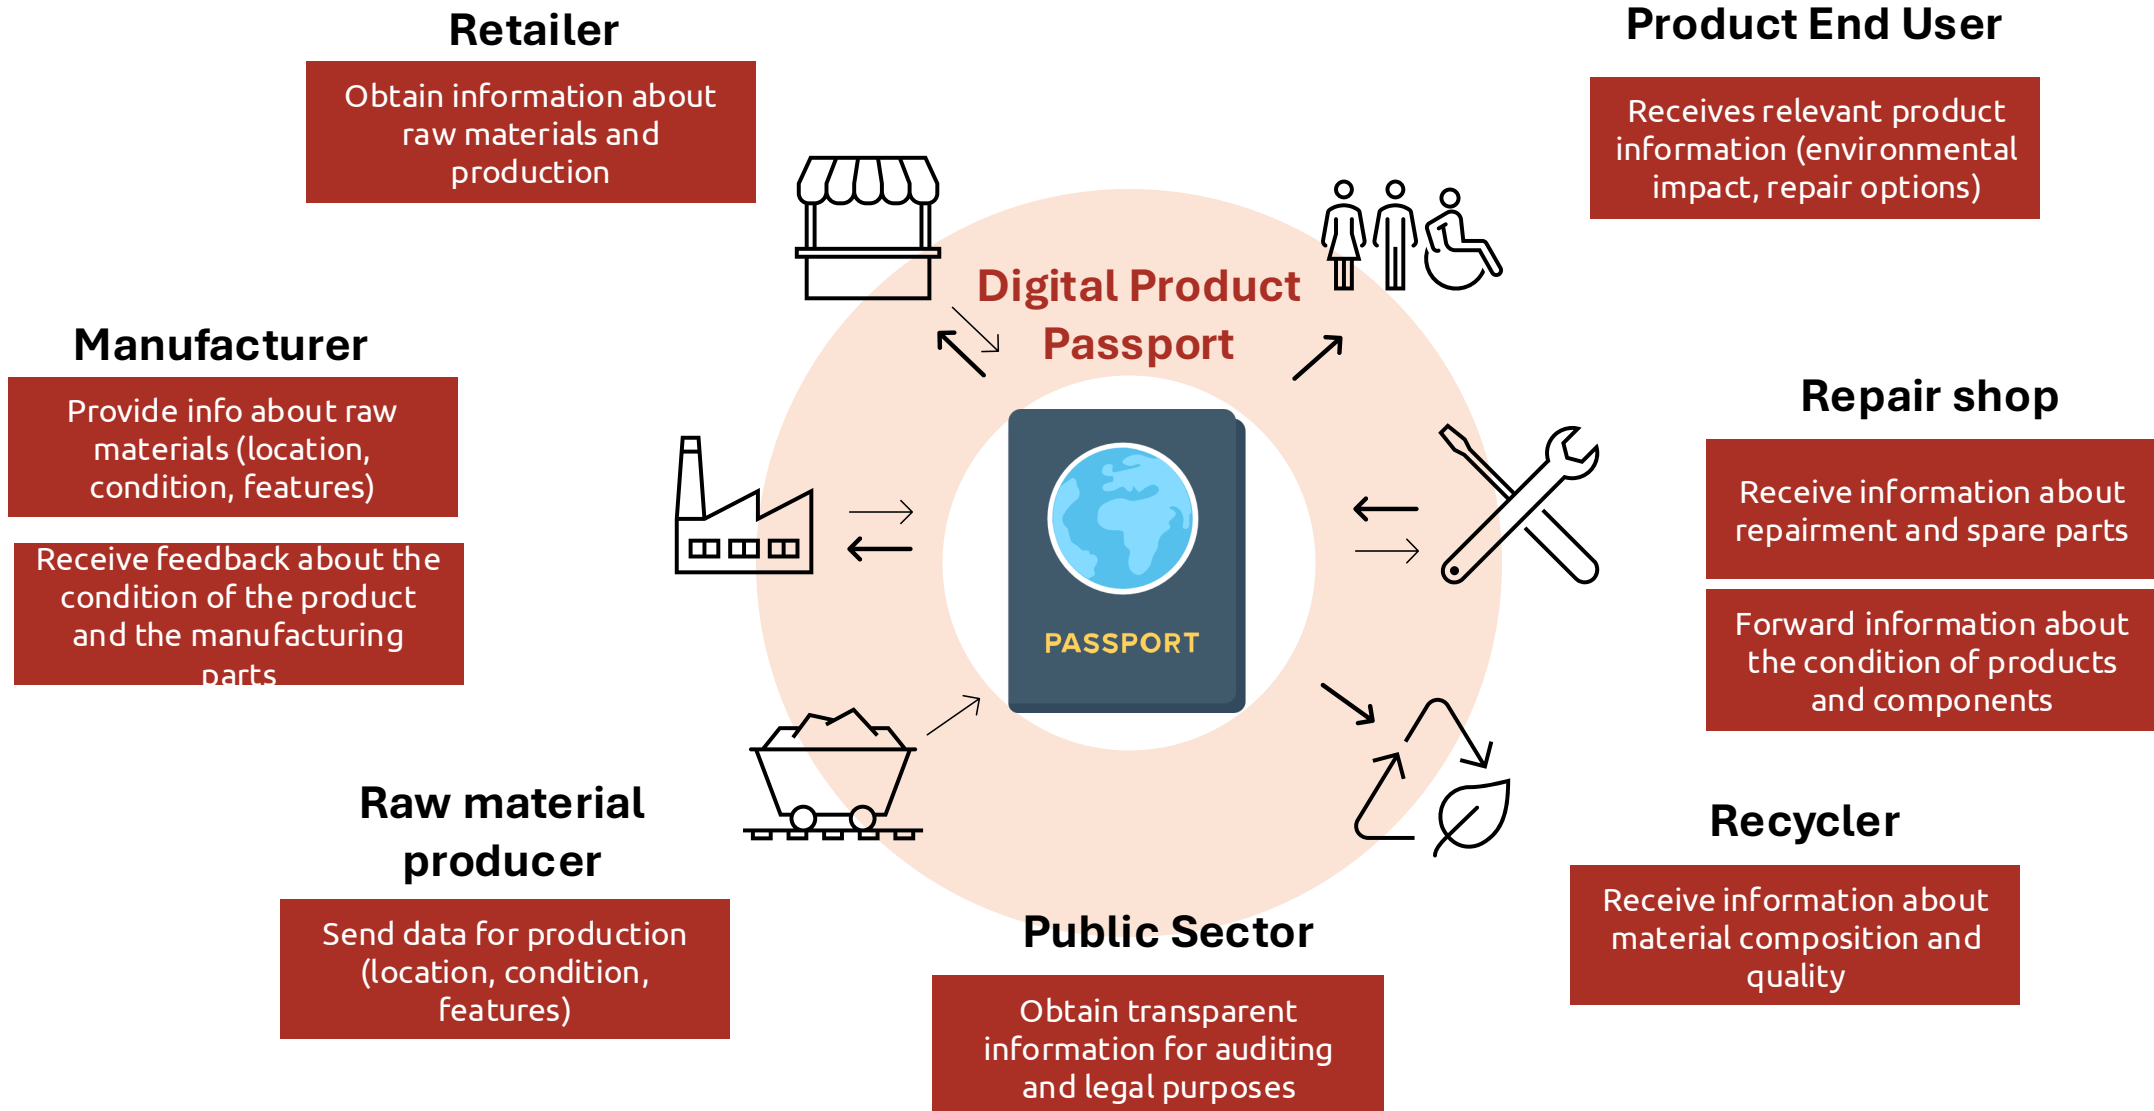 Retailer
Obtain information about
raw materials and
production
Product End User
Receives relevant product
information (environmental
impact, repair options)
Digital Product
Passport
Manufacturer
Provide info about raw
materials (location,
condition, features)
Receive feedback about the
condition of the product
and the manufacturing
parts
PASSPORT
Repair shop
Receive information about
repairment and spare parts
Forward information about
the condition of products
and components
Raw material
producer
Send data for production
(location, condition,
features)
Public Sector
Obtain transparent
information for auditing
and legal purposes
Recycler
Receive information about
material composition and
quality